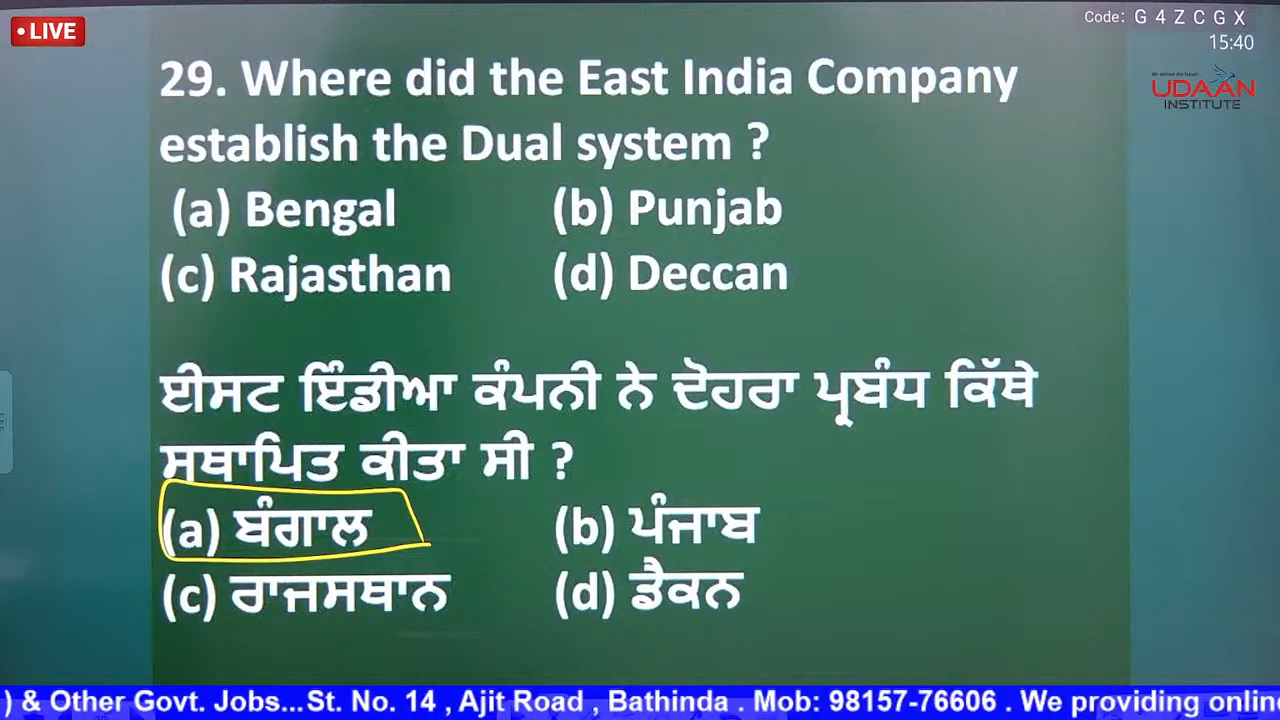 LIVE
Code: G 4 Z C G X
15:40
UDAAN
INSTITUTE
29. Where did the East India Company
establish the Dual system ?
(a) Bengal (b) Punjab
(c) Rajasthan (d) Deccan
ਈਸਟ ਇੰਡੀਆ ਕੰਪਨੀ ਨੇ ਦੋਹਰਾ ਪ੍ਰਬੰਧ ਕਿੱਥੇ
ਸਥਾਪਿਤ ਕੀਤਾ ਸੀ ?
(a) ਬੰਗਾਲ (b) ਪੰਜਾਬ
(c) ਰਾਜਸਥਾਨ (d) ਡੈਕਨ
) & Other Govt. Jobs...St. No. 14 , Ajit Road , Bathinda . Mob: 98157-76606 . We providing onlin